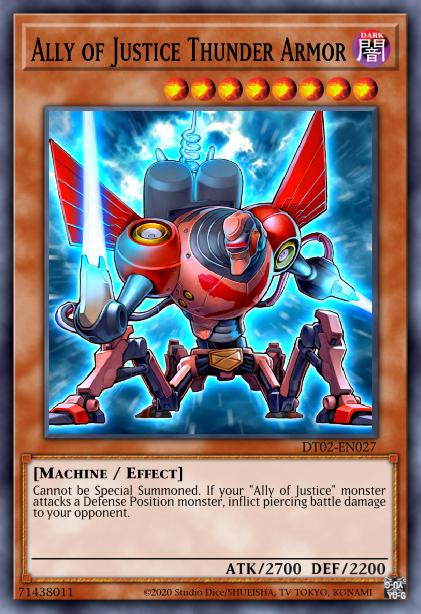 ALLY OF JUSTICE THUNDER ARMOR
DARK
闇
DT02-EN027
[MACHINE / EFFECT]
Cannot be Special Summoned. If your "Ally of Justice" monster
attacks a Defense Position monster, inflict piercing battle damage
to your opponent.
ATK/2700 DEF/2200
71438011
©2020 Studio Dice/SHUEISHA, TV TOKYO, KONAMI